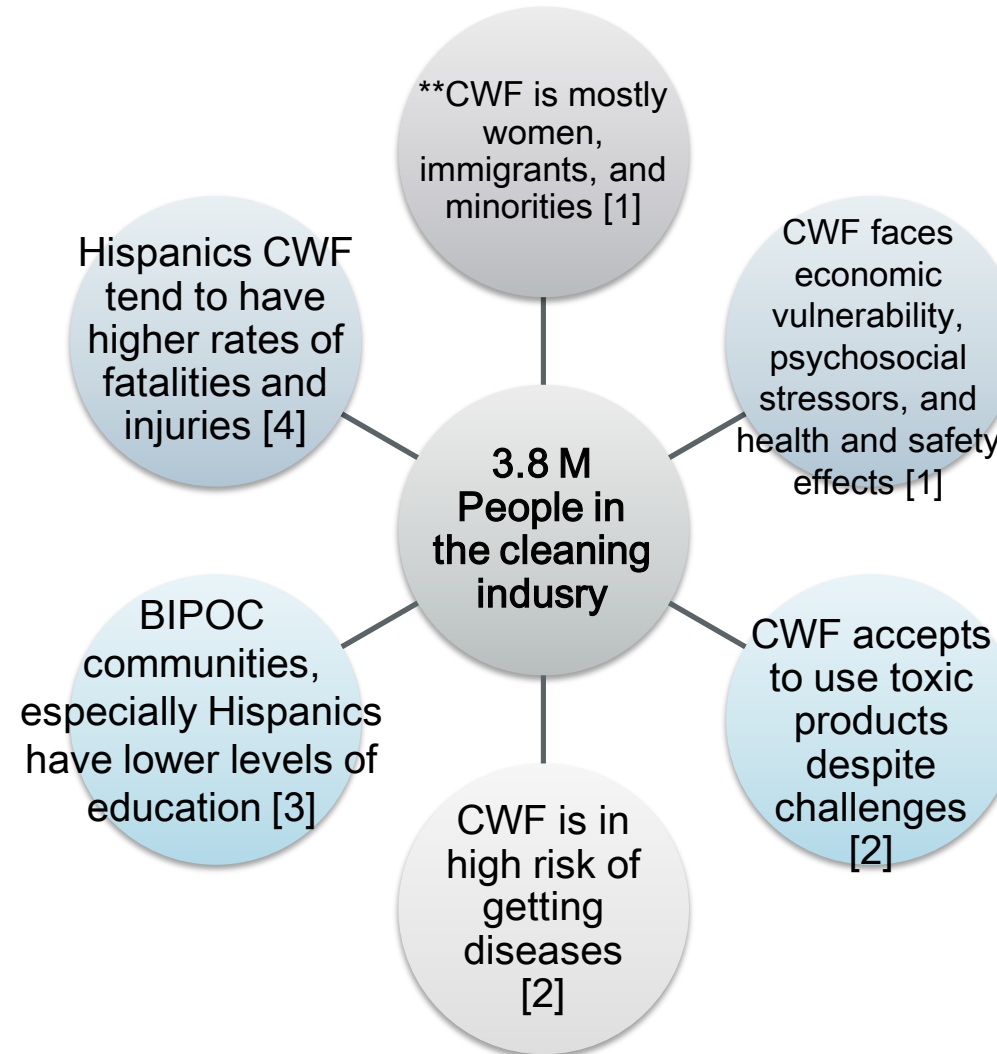 **CWF is mostly
women,
immigrants, and
minorities [1]
CWF faces
economic
vulnerability,
psychosocial
stressors, and
health and safety
effects [1]
CWF accepts
to use toxic
products
despite
challenges
[2]
CWF is in
high risk of
getting
diseases
[2]
BIPOC
communities,
especially Hispanics
have lower levels of
education [3]
Hispanics CWF
tend to have
higher rates of
fatalities and
injuries [4]
3.8 M
People in
the cleaning
indusry